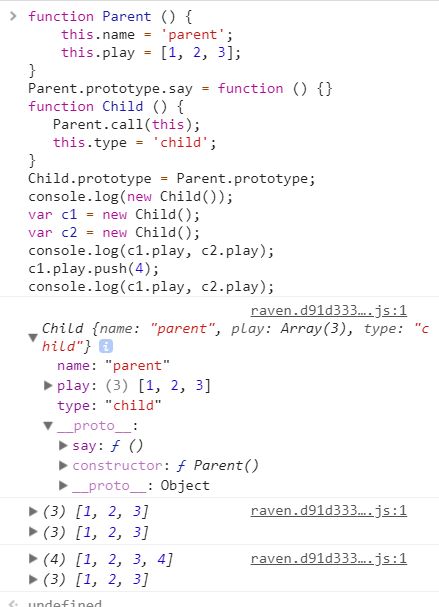 function Parent () {
this.name = 'parent';
this.play = [1, 2, 3];
}
Parent.prototype.say = function () {}
function Child () {
Parent.call(this);
this.type = 'child';
}
Child.prototype = Parent.prototype;
console.log(new Child());
var c1 = new Child();
var c2 = new Child();
console.log(c1.play, c2.play);
c1.play.push(4);
console.log(c1.play, c2.play);
raven.d91d333….js:1
Child {name: "parent", play: Array(3), type: "c
hild"}
name: "parent"
play: (3) [1, 2, 3]
type: "child"
__proto__:
say: ƒ ()
constructor: ƒ Parent()
__proto__: Object
(3) [1, 2, 3] raven.d91d333….js:1
(3) [1, 2, 3]
(4) [1, 2, 3, 4] raven.d91d333….js:1
(3) [1, 2, 3]
undefined